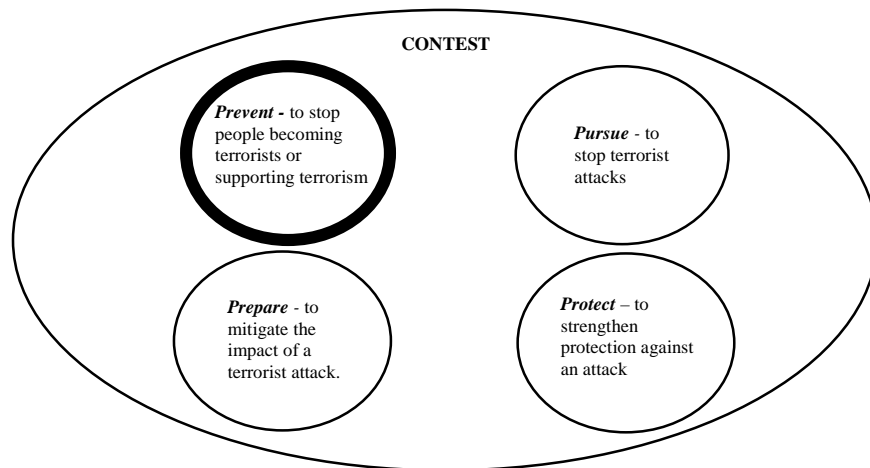 CONTEST
Prevent - to stop
people becoming
terrorists or
supporting terrorism
Pursue - to
stop terrorist
attacks
Prepare - to
mitigate the
impact of a
terrorist attack.
Protect – to
strengthen
protection against
an attack